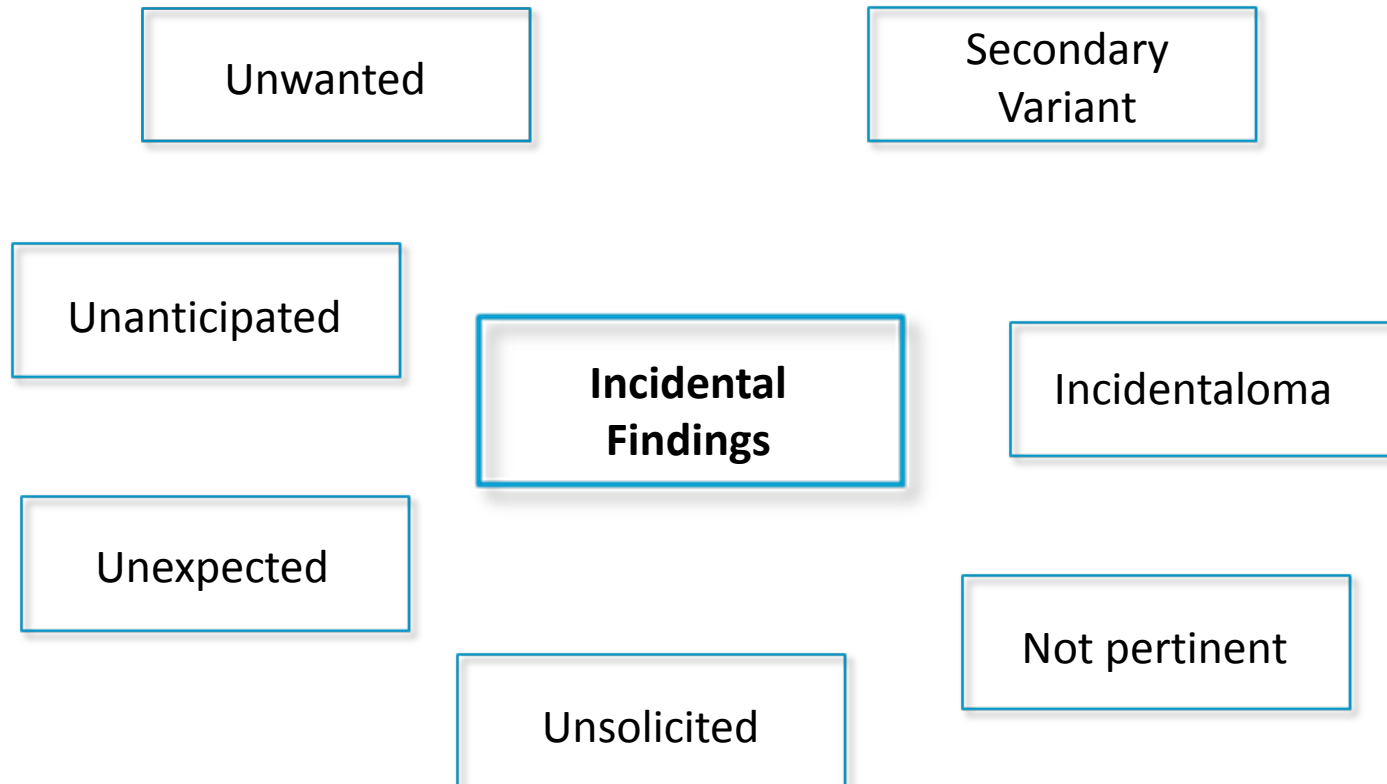 Unwanted
Secondary
Variant
Unanticipated
Incidental
Findings
Incidentaloma
Unexpected
Not pertinent
Unsolicited